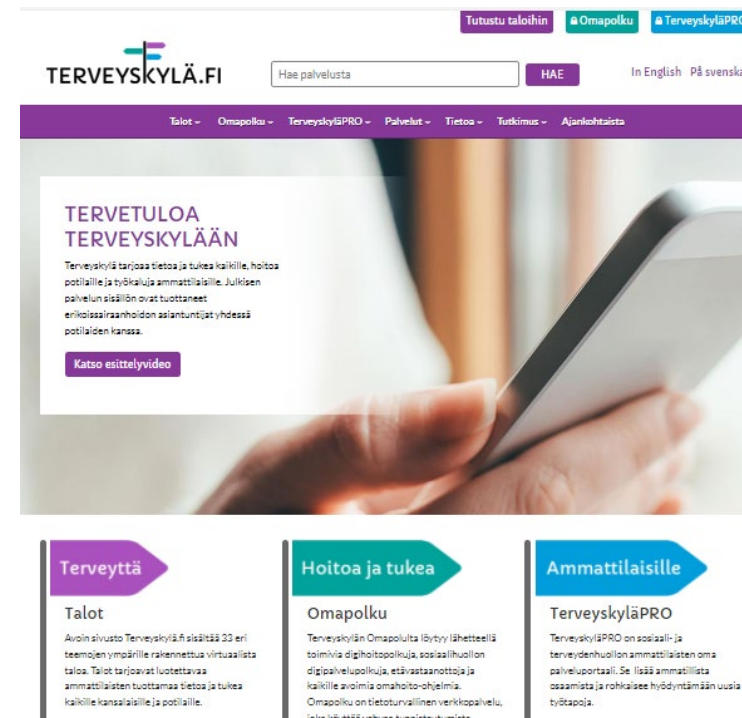 Tutustu taloihin Omapolku TerveyskyläPRO
TERVEYSKYLÄ.FI
Hae palvelusta HAE In English På svenska
Talot Omapolku TerveyskyläPRO Palvelut Tietoa Tutkimus Ajankohtaista
TERVETULOA
TERVEYSKYLÄÄN
Terveyskylä tarjoaa tietoa ja tukea kaikille, hoitoa
potilaille ja työkaluja ammattilaisille. Julkisen
palvelun sisällön ovat tuottaneet
erikoissairaanhoidon asiantuntijat yhdessä
potilaiden kanssa.
Katso esittelyvideo
Terveyttä
Talot
Avoin sivusto Terveyskylä.fi sisältää 33 eri
teemojen ympärille rakennettua virtuaalista
taloa. Talot tarjoavat luotettavaa
ammattilaisten tuottamaa tietoa ja tukea
kaikille kansalaisille ja potilaille.
Hoitoa ja tukea
Omapolku
Terveyskylän Omapolulta löytyy lähetteellä
toimivia digihoitopolkuja, sosiaalihuollon
digipalvelupolkuja, etävastaanottoja ja
kaikille avoimia omahoito-ohjelmia.
Omapolku on tietoturvallinen verkkopalvelu,
joka käyttää vahvaa tunnistautumista.
Ammattilaisille
TerveyskyläPRO
TerveyskyläPRO on sosiaali- ja
terveydenhuollon ammattilaisten oma
palveluportaali. Se lisää ammatillista
osaamista ja rohkaisee hyödyntämään uusia
työtapoja.